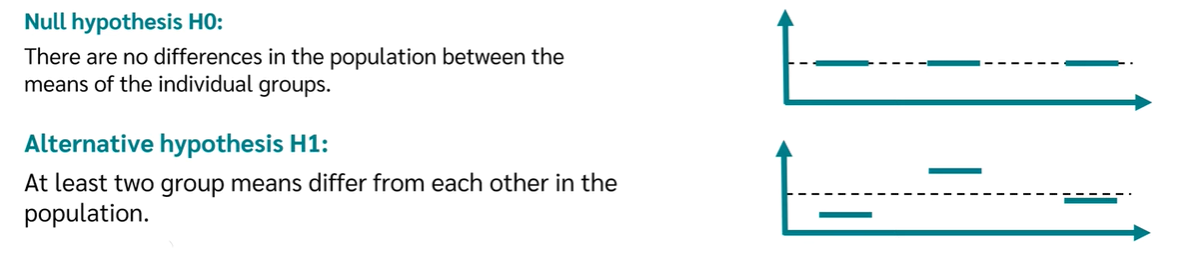 Null hypothesis H0:
There are no differences in the population between the
means of the individual groups.
Alternative hypothesis H1:
At least two group means differ from each other in the
population.